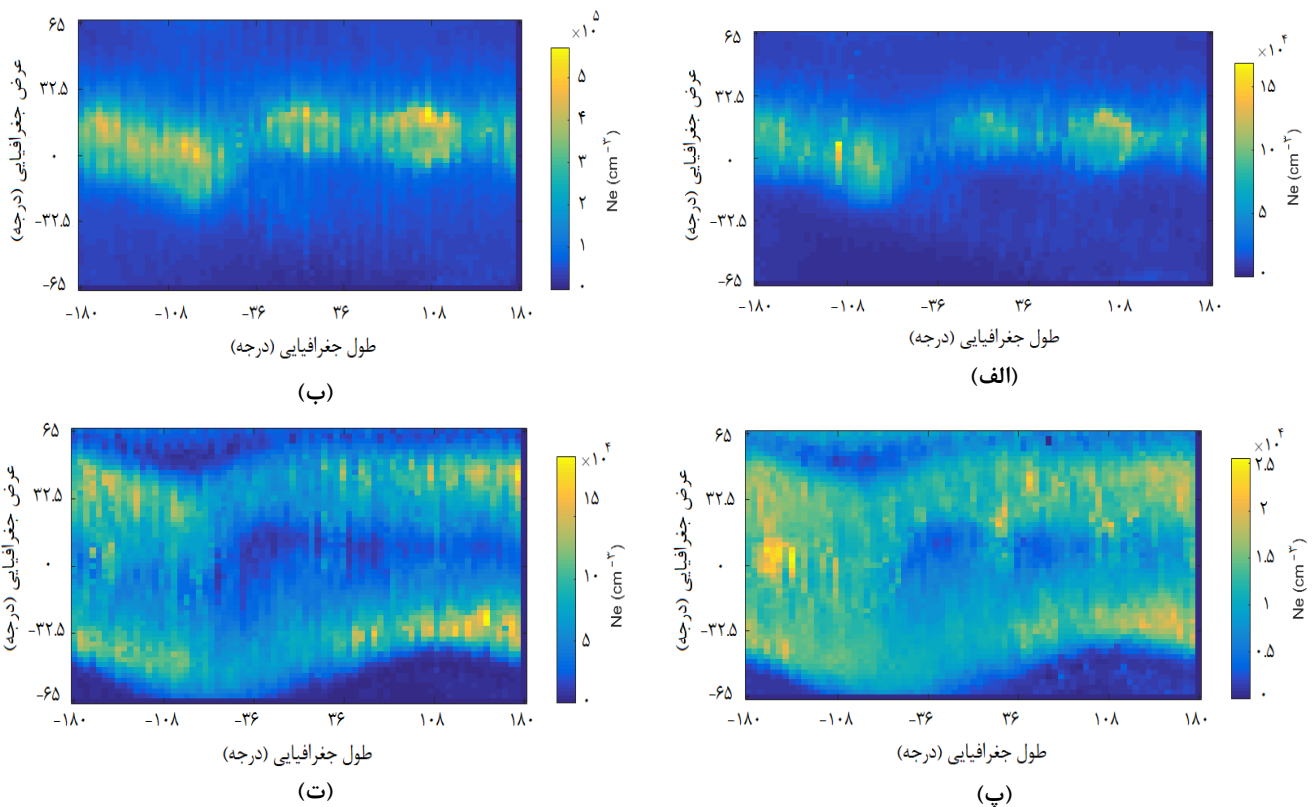 ×۱۰^۴
۶۵
۳۲.۵
۰
-۳۲.۵
-۶۵
عرض جغرافیایی (درجه)
-۱۸۰ -۱۰۸ -۳۶ ۳۶ ۱۰۸ ۱۸۰
طول جغرافیایی (درجه)
۱۵
۱۰
۵
۰
Ne (cm^-۳)
(الف)
×۱۰^۵
۶۵
۳۲.۵
۰
-۳۲.۵
-۶۵
عرض جغرافیایی (درجه)
-۱۸۰ -۱۰۸ -۳۶ ۳۶ ۱۰۸ ۱۸۰
طول جغرافیایی (درجه)
۵
۴
۳
۲
۱
۰
Ne (cm^-۳)
(ب)
×۱۰^۴
۶۵
۳۲.۵
۰
-۳۲.۵
-۶۵
عرض جغرافیایی (درجه)
-۱۸۰ -۱۰۸ -۳۶ ۳۶ ۱۰۸ ۱۸۰
طول جغرافیایی (درجه)
۲.۵
۲
۱.۵
۱
۰.۵
۰
Ne (cm^-۳)
(پ)
×۱۰^۴
۶۵
۳۲.۵
۰
-۳۲.۵
-۶۵
عرض جغرافیایی (درجه)
-۱۸۰ -۱۰۸ -۳۶ ۳۶ ۱۰۸ ۱۸۰
طول جغرافیایی (درجه)
۱۵
۱۰
۵
۰
Ne (cm^-۳)
(ت)